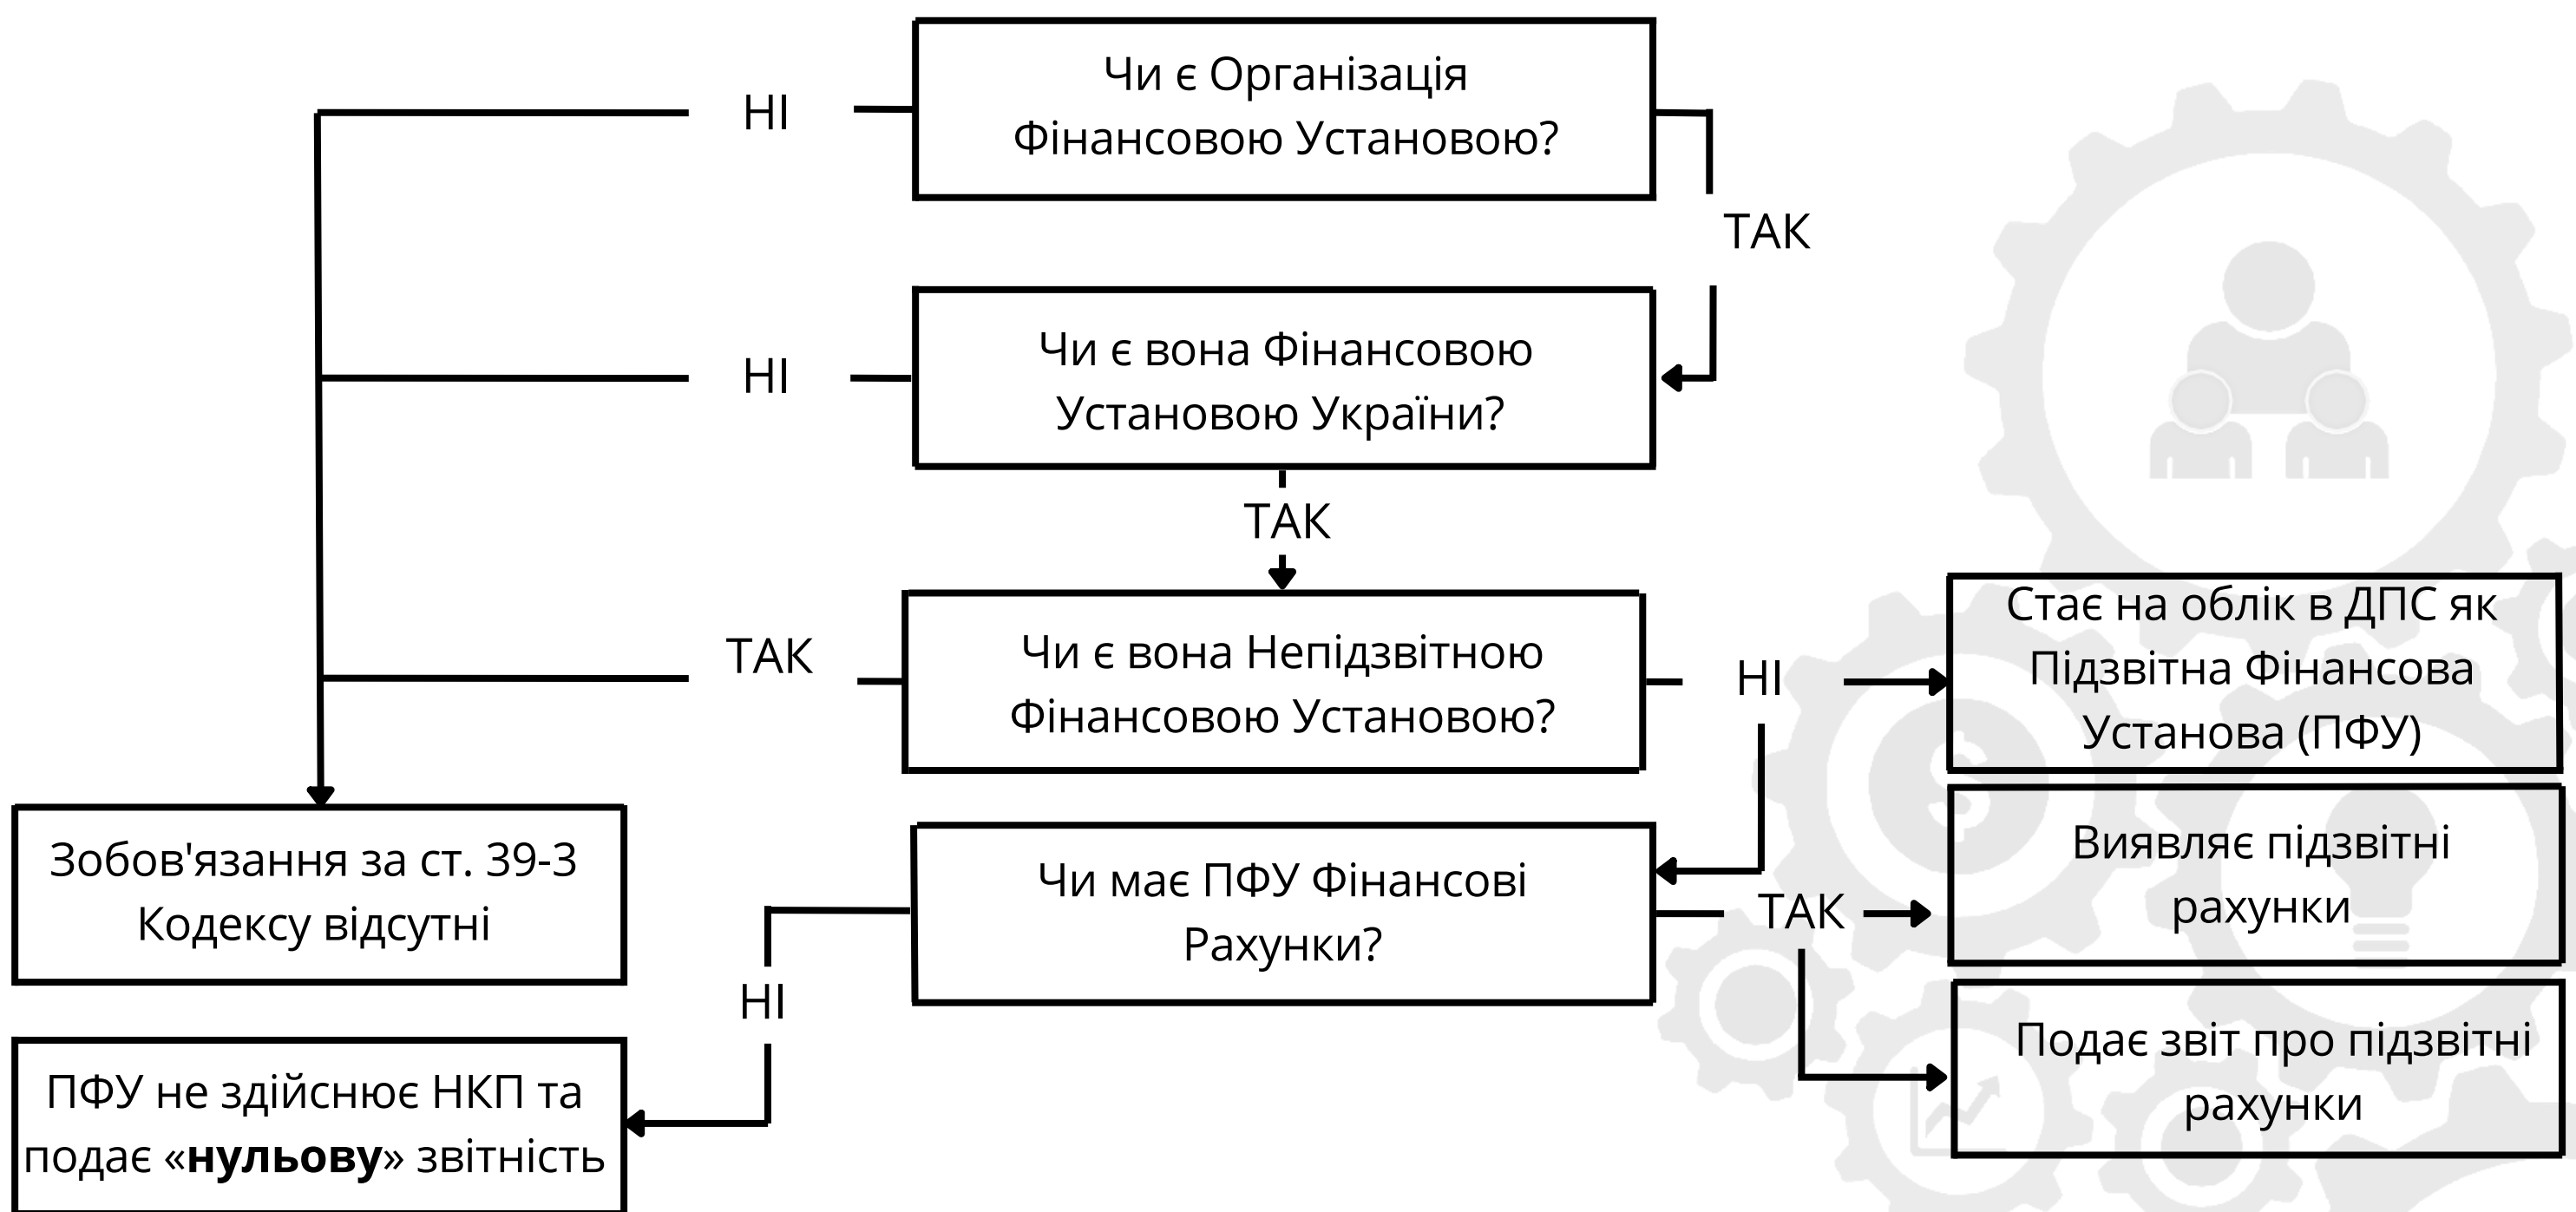 Чи є Організація
Фінансовою Установою?
НІ
ТАК
Чи є вона Фінансовою
Установою України?
НІ
ТАК
Чи є вона Непідзвітною
Фінансовою Установою?
ТАК
НІ
Стає на облік в ДПС як
Підзвітна Фінансова
Установа (ПФУ)
Зобов'язання за ст. 39-3
Кодексу відсутні
Чи має ПФУ Фінансові
Рахунки?
ТАК
Виявляє підзвітні
рахунки
НІ
Подає звіт про підзвітні
рахунки
ПФУ не здійснює НКП та
подає «нульову» звітність
$